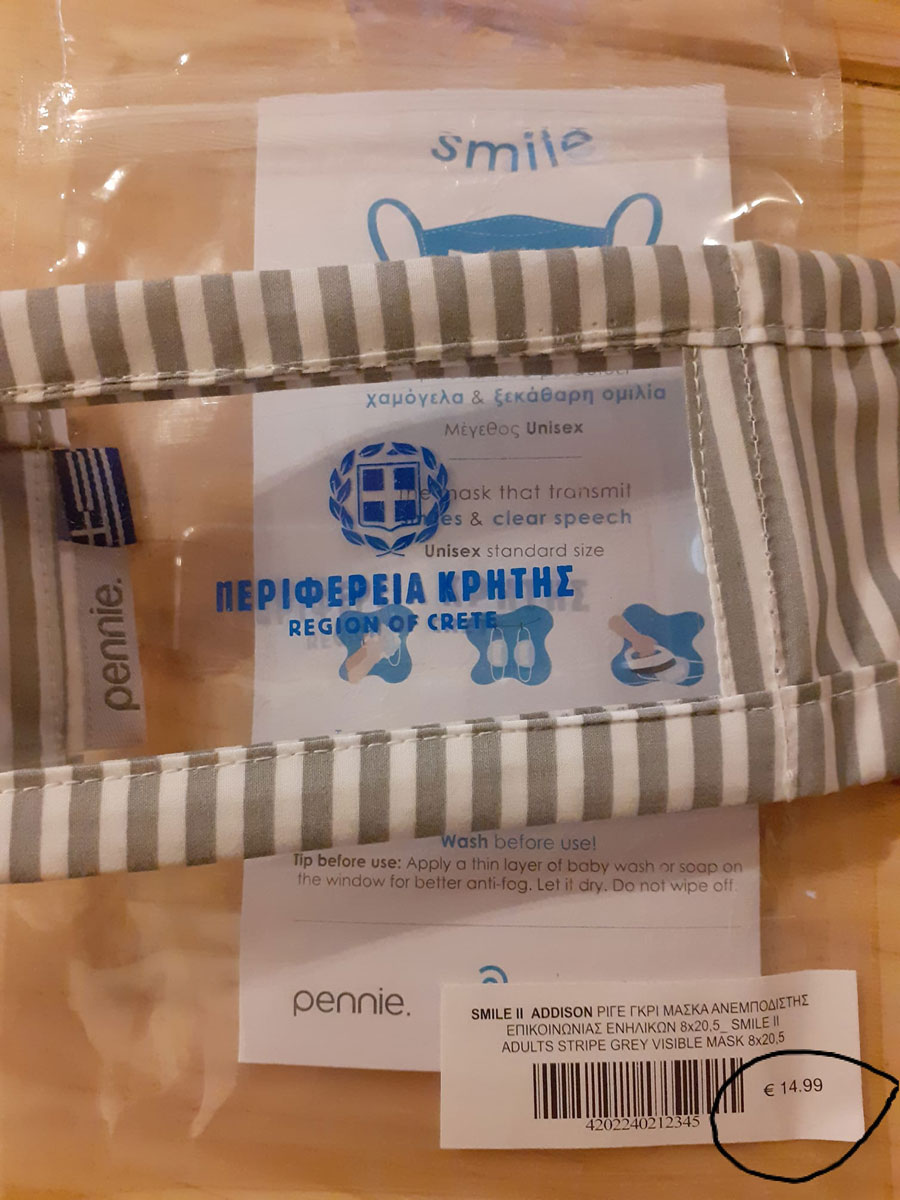 smile
χαμόγελα & ξεκάθαρη ομιλία
Μέγεθος Unisex
mask that transmit
& clear speech
Unisex standard size
ΠΕΡΙΦΕΡΕΙΑ ΚΡΗΤΗΣ
REGION OF CRETE
pennie.
Wash before use!
Tip before use: Apply a thin layer of baby wash or soap on
the window for better anti-fog. Let it dry. Do not wipe off.
pennie.
SMILE II ADDISON ΡΙΓΕ ΓΚΡΙ ΜΑΣΚΑ ΑΝΕΜΠΟΔΙΣΤΗΣ
ΕΠΙΚΟΙΝΩΝΙΑΣ ΕΝΗΛΙΚΩΝ 8x20,5_ SMILE II
ADULTS STRIPE GREY VISIBLE MASK 8x20,5
€ 14.99
4202240212345